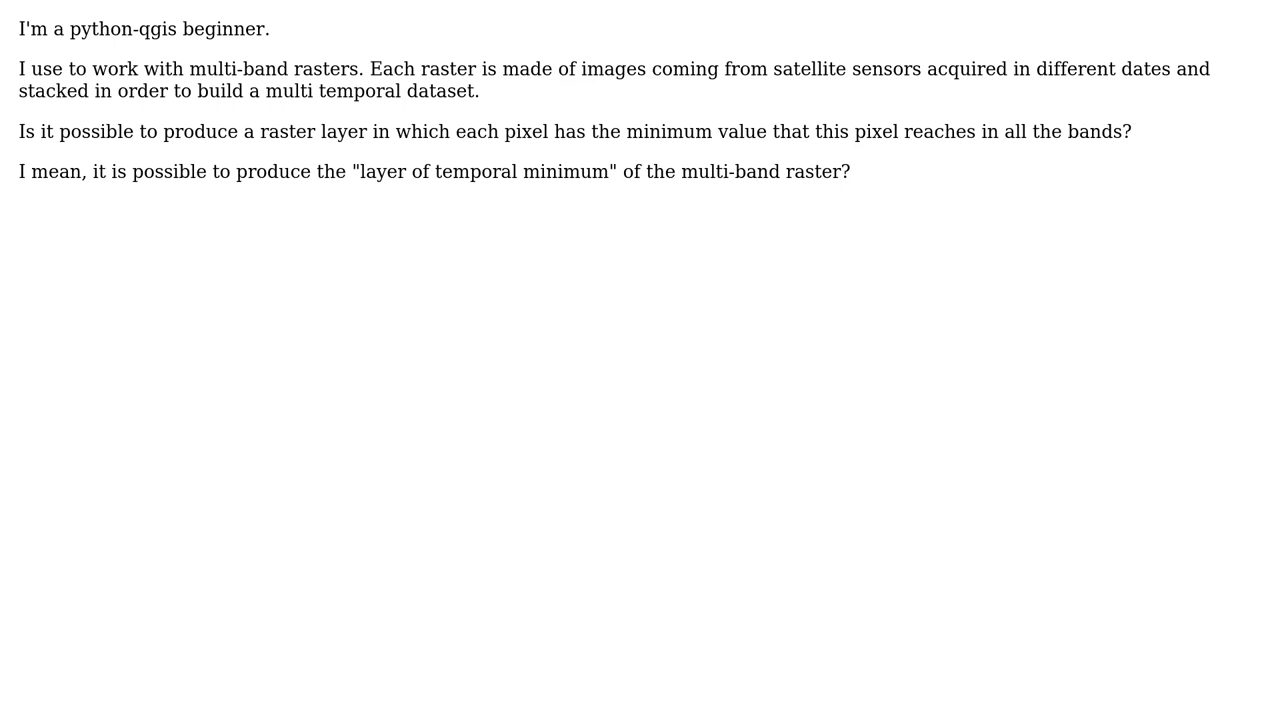 I'm a python-qgis beginner.
I use to work with multi-band rasters. Each raster is made of images coming from satellite sensors acquired in different dates and
stacked in order to build a multi temporal dataset.
Is it possible to produce a raster layer in which each pixel has the minimum value that this pixel reaches in all the bands?
I mean, it is possible to produce the "layer of temporal minimum" of the multi-band raster?